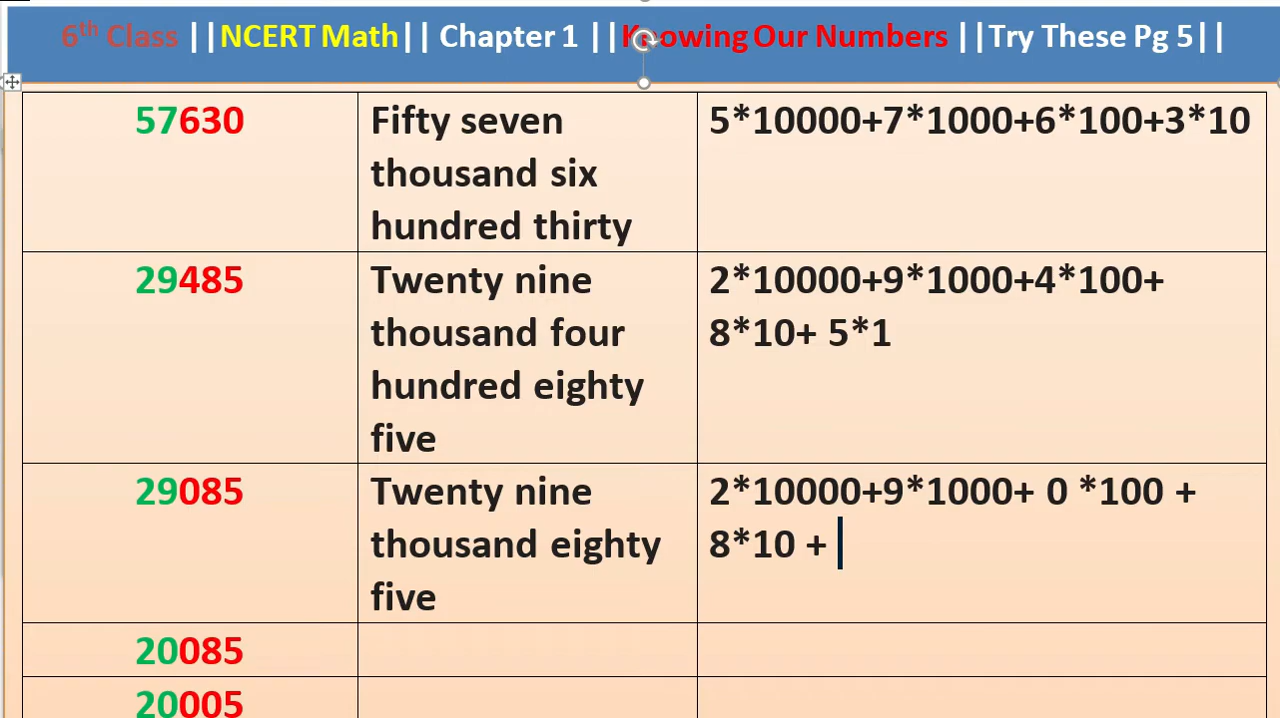 6th Class ||NCERT Math|| Chapter 1 ||Knowing Our Numbers ||Try These Pg 5||
57630
Fifty seven
thousand six
hundred thirty
5*10000+7*1000+6*100+3*10
29485
Twenty nine
thousand four
hundred eighty
five
2*10000+9*1000+4*100+
8*10+ 5*1
29085
Twenty nine
thousand eighty
five
2*10000+9*1000+ 0 *100 +
8*10 +
20085
20005